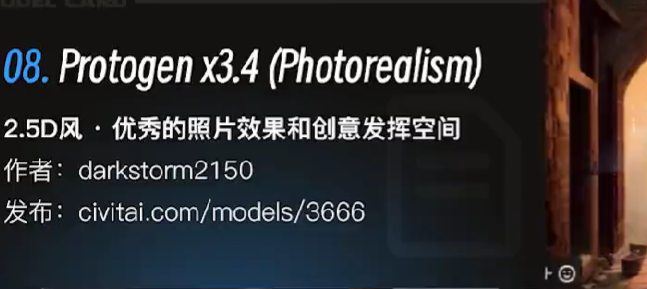 08. Protogen x3.4 (Photorealism)
2.5D风 · 优秀的照片效果和创意发挥空间
作者：darkstorm2150
发布：civitai.com/models/3666